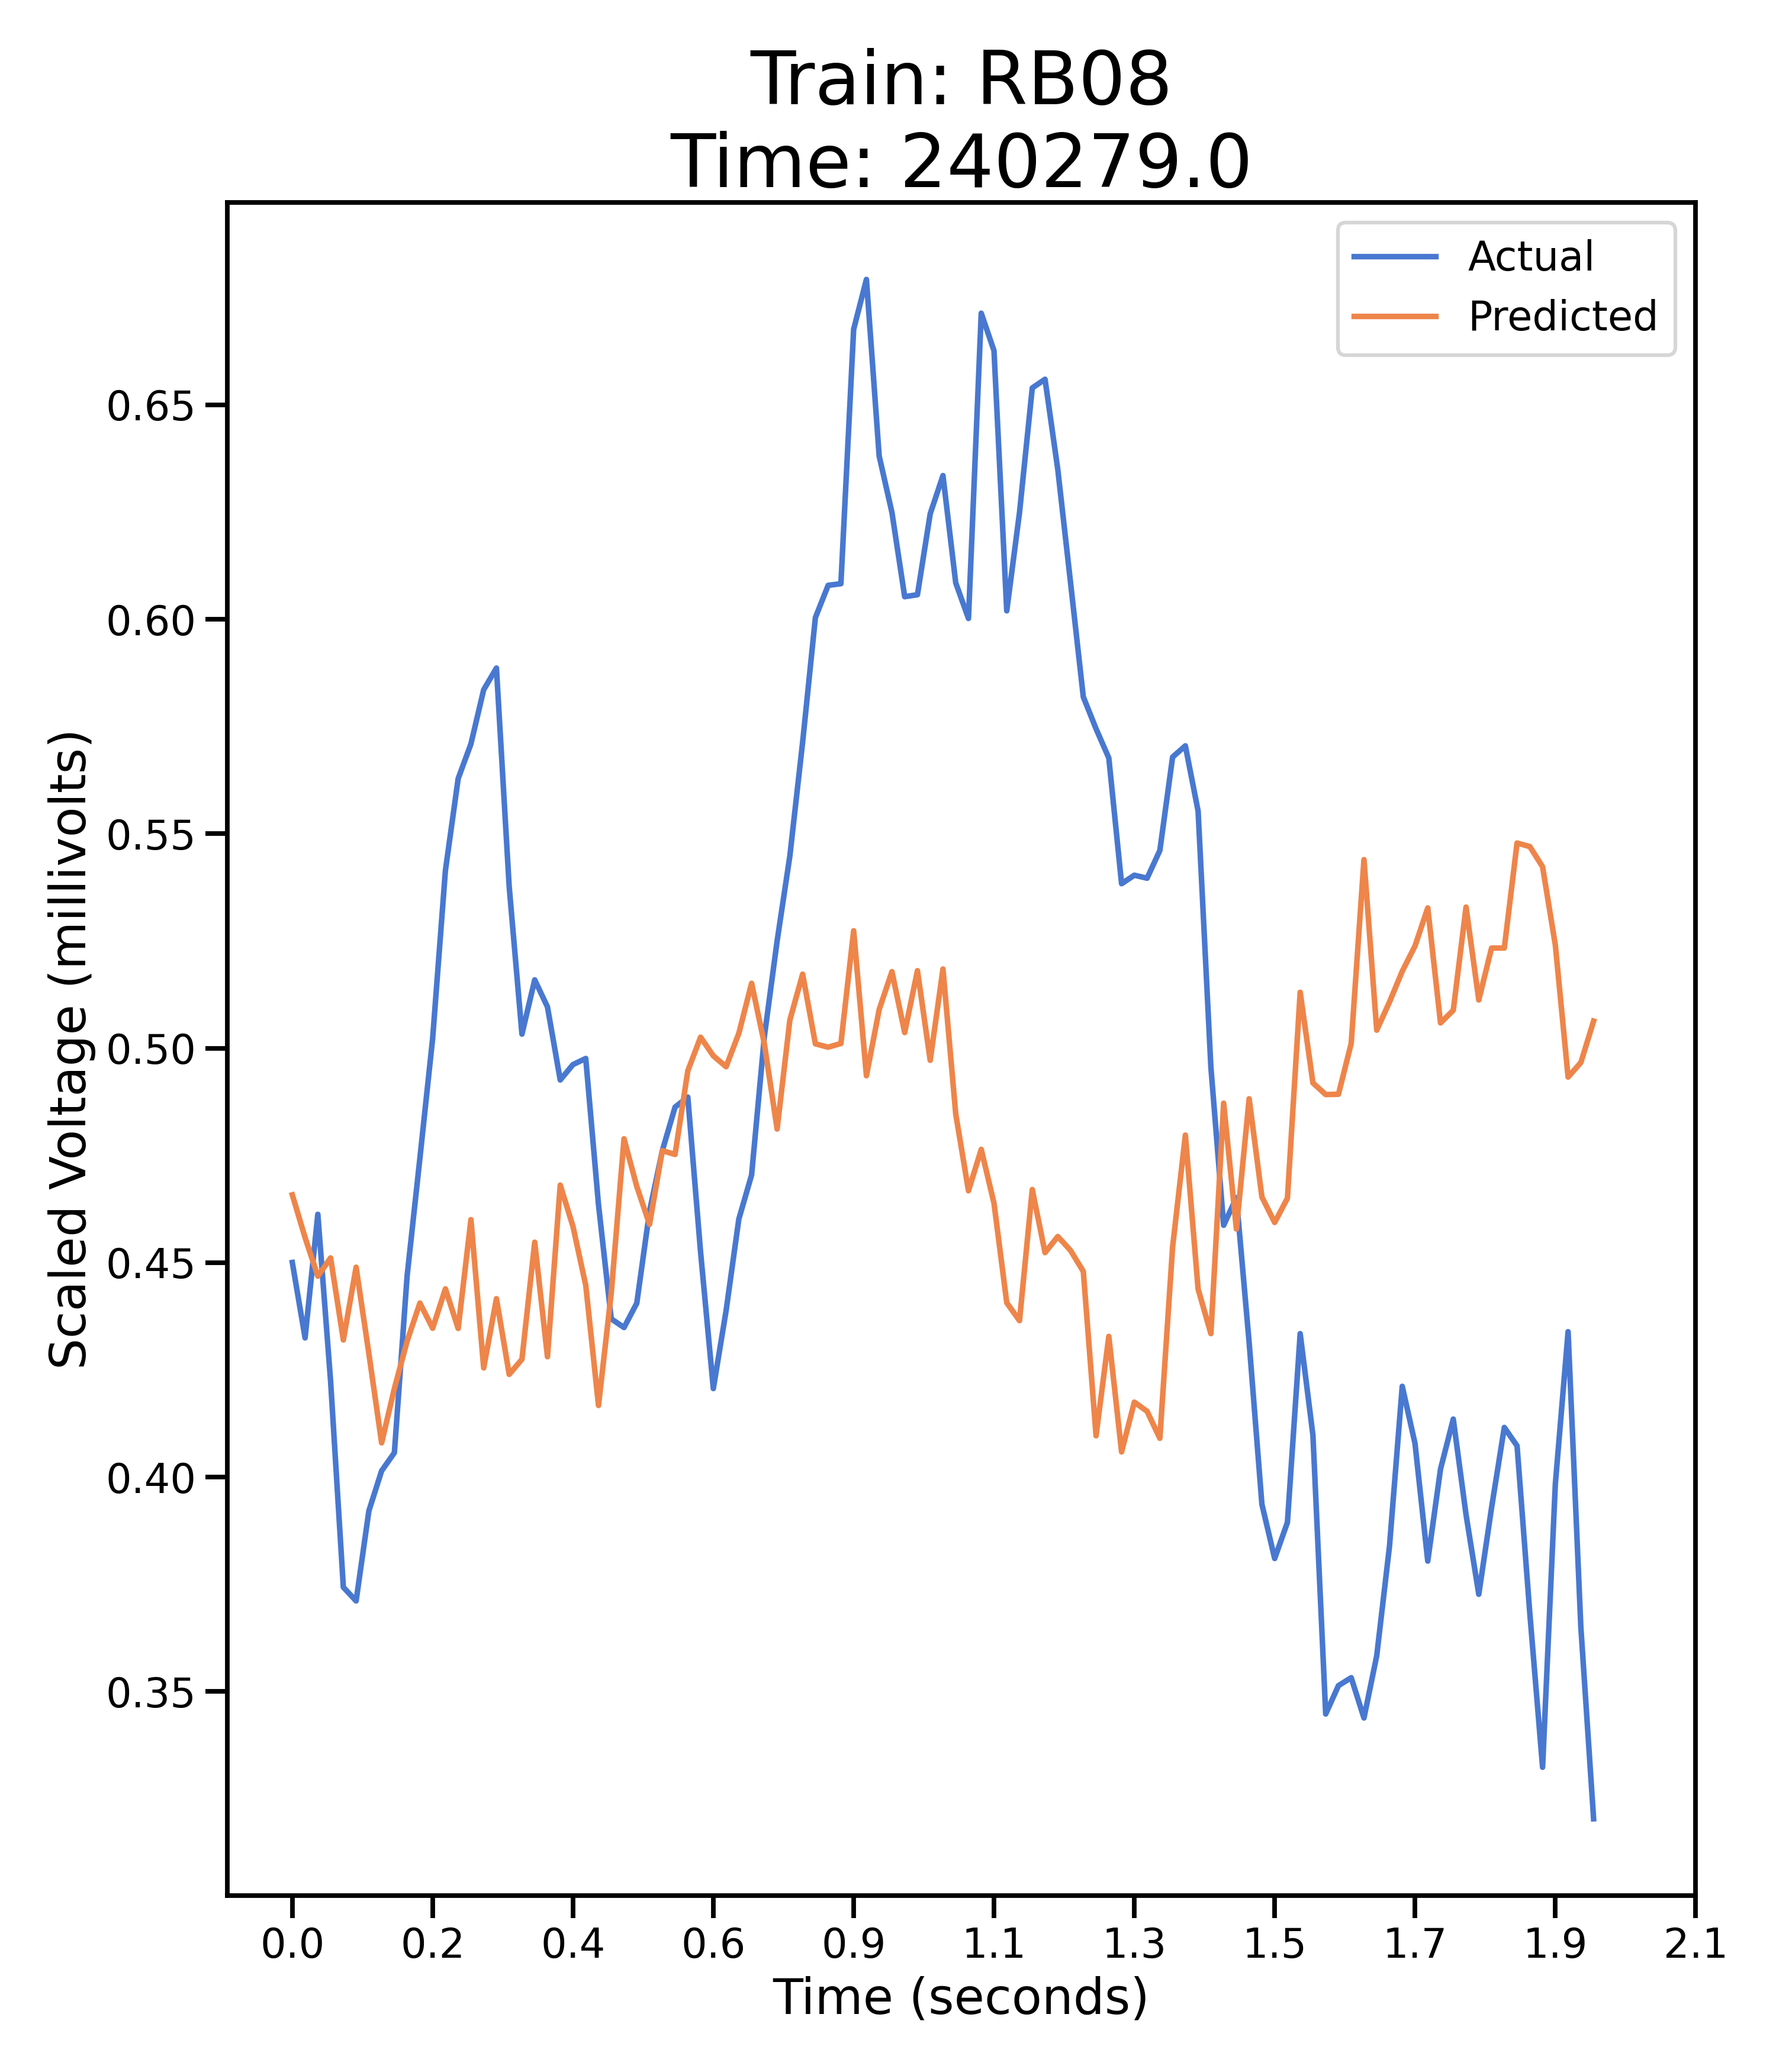 Train: RB08
Time: 240279.0
Actual
Predicted
Scaled Voltage (millivolts)
0.65
0.60
0.55
0.50
0.45
0.40
0.35
0.0 0.2 0.4 0.6 0.9 1.1 1.3 1.5 1.7 1.9 2.1
Time (seconds)